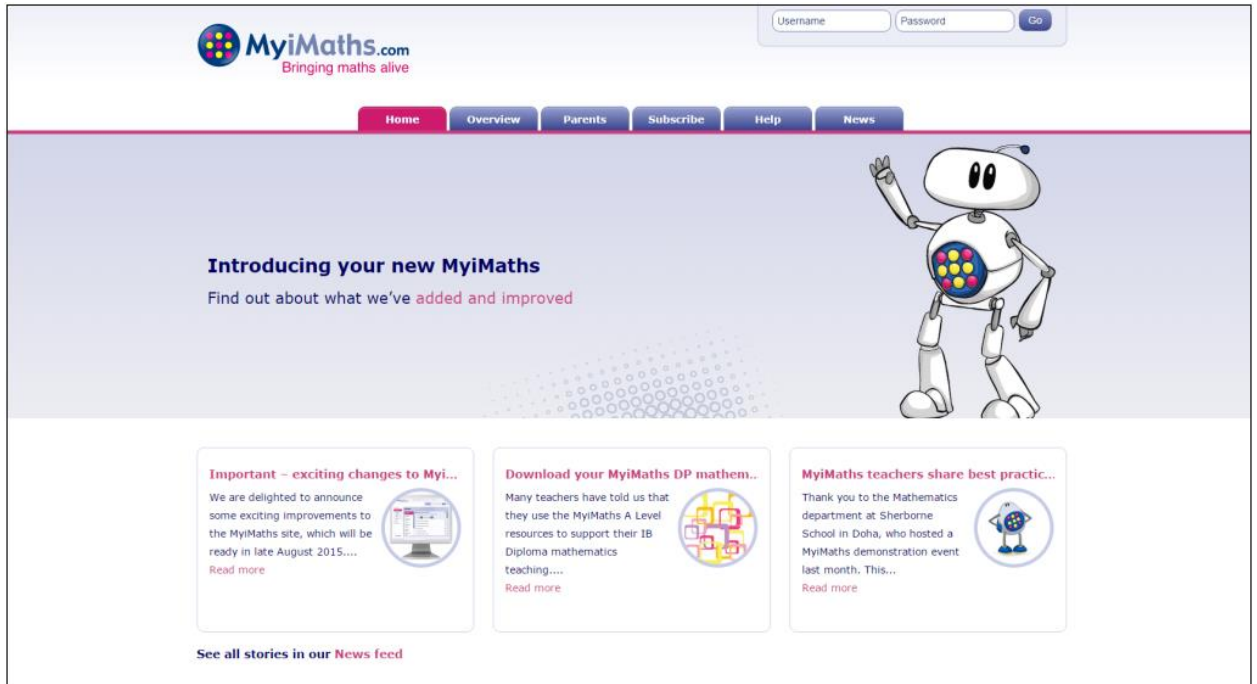 Username
Password
Go
MyiMaths.com
Bringing maths alive
Home
Overview
Parents
Subscribe
Help
News
Introducing your new MyiMaths
Find out about what we’ve added and improved
Important – exciting changes to Myi...
We are delighted to announce
some exciting improvements to
the MyiMaths site, which will be
ready in late August 2015....
Read more
Download your MyiMaths DP mathem..
Many teachers have told us that
they use the MyiMaths A Level
resources to support their IB
Diploma mathematics
teaching....
Read more
MyiMaths teachers share best practic...
Thank you to the Mathematics
department at Sherborne
School in Doha, who hosted a
MyiMaths demonstration event
last month. This...
Read more
See all stories in our News feed